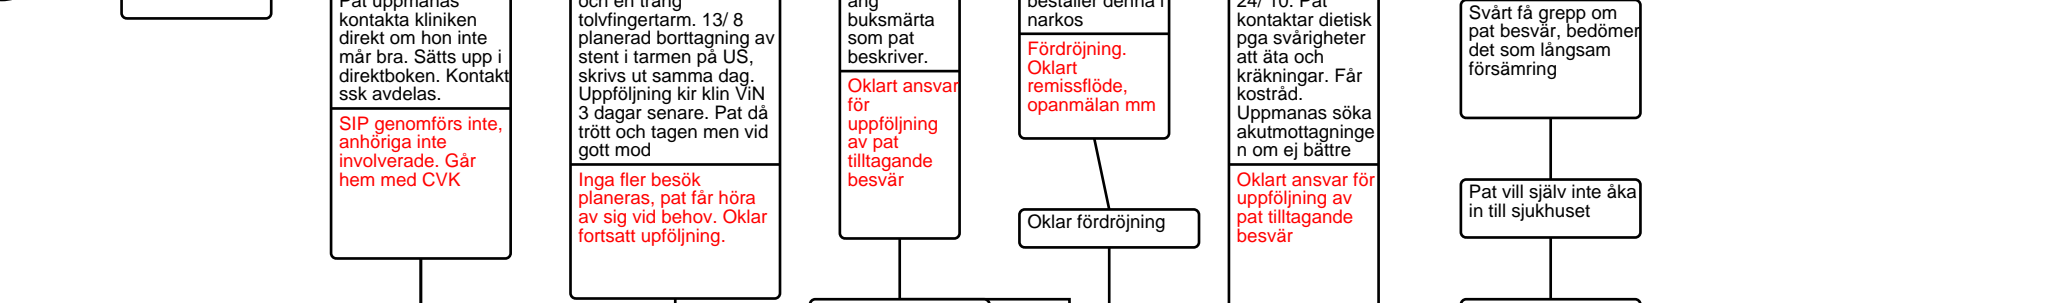 Pat uppmanas
kontakta kliniken
direkt om hon inte
mår bra. Sätts upp i
direktboken. Kontakt
ssk avdelas.
SIP genomförs inte,
anhöriga inte
involverade. Går
hem med CVK
och en trång
tolvfingertarm. 13/ 8
planerad borttagning av
stent i tarmen på US,
skrivs ut samma dag.
Uppföljning kir klin ViN
3 dagar senare. Pat då
trött och tagen men vid
gott mod
Inga fler besök
planeras, pat får höra
av sig vid behov. Oklar
fortsatt upföljning.
ang
buksmärta
som pat
beskriver.
Oklart ansvar
för
uppföljning
av pat
tilltagande
besvär
beställer denna i
narkos
Fördröjning.
Oklart
remissflöde,
opanmälan mm
Oklar fördröjning
24/ 10. Pat
kontaktar dietisk
pga svårigheter
att äta och
kräkningar. Får
kostråd.
Uppmanas söka
akutmottagninge
n om ej bättre
Oklart ansvar för
uppföljning av
pat tilltagande
besvär
Svårt få grepp om
pat besvär, bedömer
det som långsam
försämring
Pat vill själv inte åka
in till sjukhuset